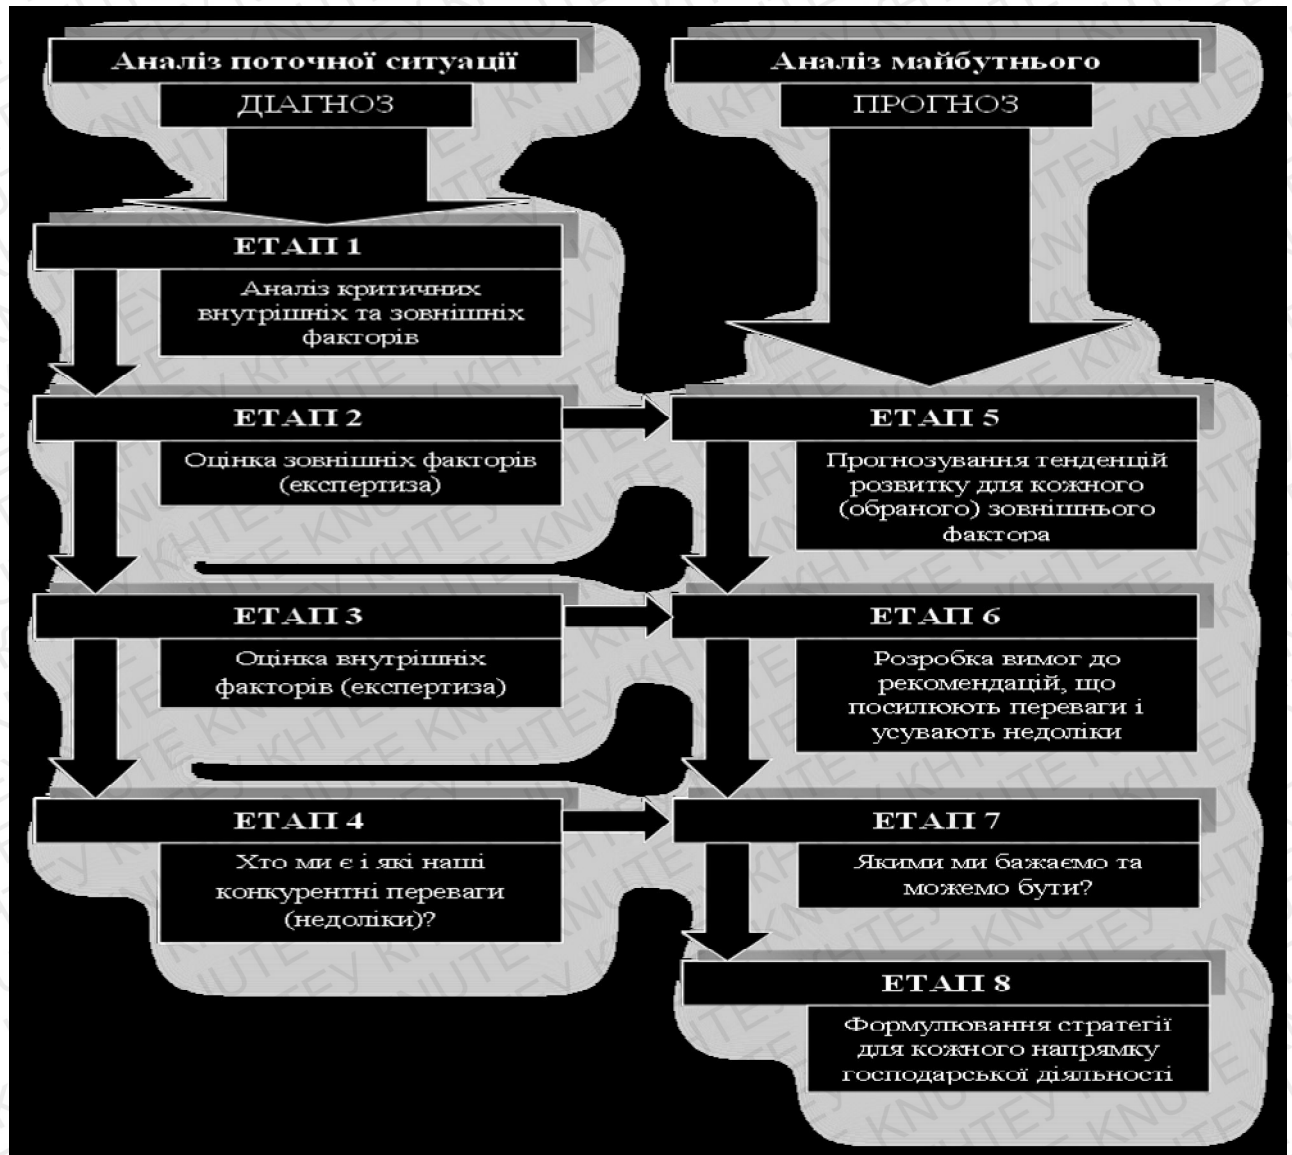 Аналіз поточної ситуації
ДІАГНОЗ
ЕТАП 1
Аналіз критичних
внутрішніх та зовнішніх
факторів
ЕТАП 2
Оцінка зовнішніх факторів
(експертиза)
ЕТАП 3
Оцінка внутрішніх
факторів (експертиза)
ЕТАП 4
Хто ми є і які наші
конкурентні переваги
(недоліки)?
Аналіз майбутнього
ПРОГНОЗ
ЕТАП 5
Прогнозування тенденцій
розвитку для кожного
(обраного) зовнішнього
фактора
ЕТАП 6
Розробка вимог до
рекомендацій, що
посилюють переваги і
усувають недоліки
ЕТАП 7
Якими ми бажаємо та
можемо бути?
ЕТАП 8
Формулювання стратегії
для кожного напрямку
господарської діяльності
KNUTE КНТЕУ